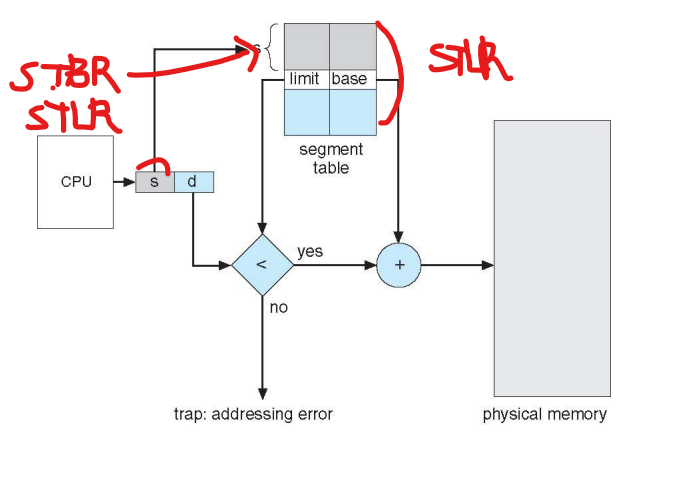 s
STBR
STLR
STLR
limit base
segment
table
CPU
s d
<
yes
+
no
trap: addressing error
physical memory